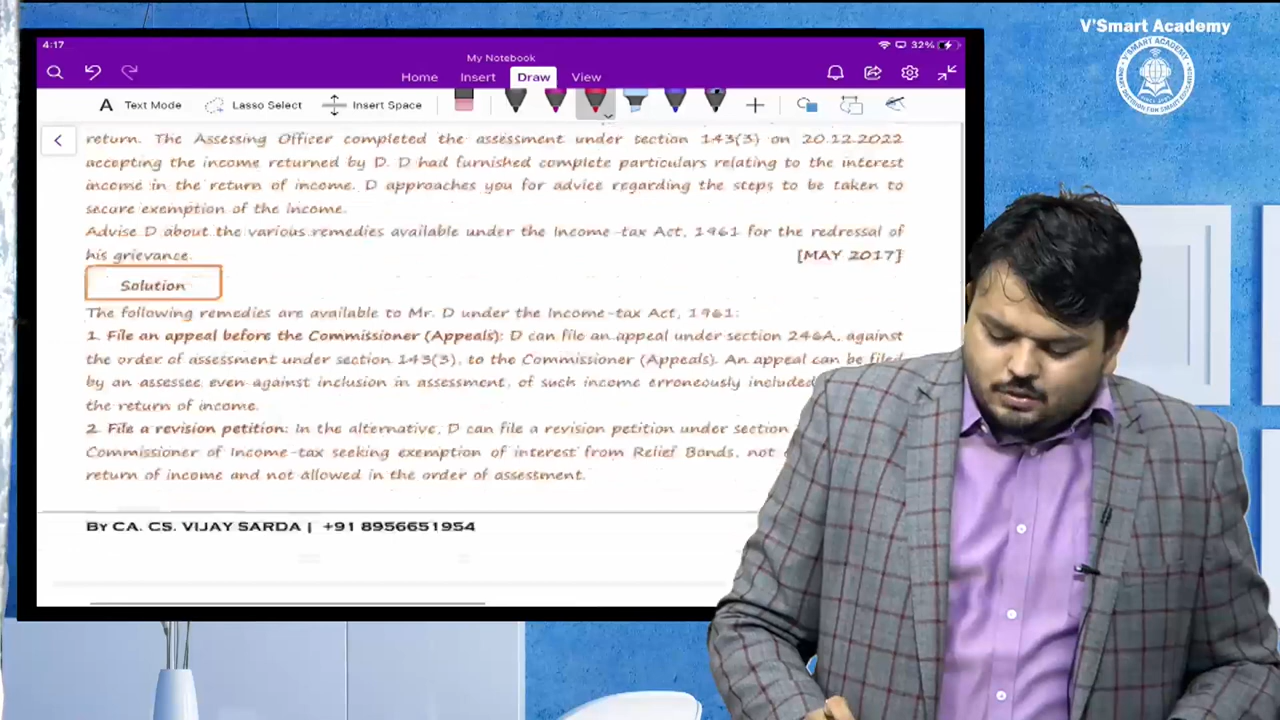 V'Smart Academy
4:17
32%
My Notebook
Home Insert Draw View
A Text Mode Lasso Select Insert Space
return. The Assessing Officer completed the assessment under section 143(3) on 20.12.2022
accepting the income returned by D. D had furnished complete particulars relating to the interest
income in the return of income. D approaches you for advice regarding the steps to be taken to
secure exemption of the income.
Advise D about the various remedies available under the Income-tax Act, 1961 for the redressal of
his grievance. [MAY 2017]
Solution
The following remedies are available to Mr. D under the Income-tax Act, 1961:
1. File an appeal before the Commissioner (Appeals): D can file an appeal under section 246A, against
the order of assessment under section 143(3), to the Commissioner (Appeals). An appeal can be filed
by an assessee even against inclusion in assessment, of such income erroneously included
the return of income.
2. File a revision petition: In the alternative, D can file a revision petition under section
Commissioner of Income-tax seeking exemption of interest from Relief Bonds, not
return of income and not allowed in the order of assessment.
By CA. CS. VIJAY SARDA | +91 8956651954